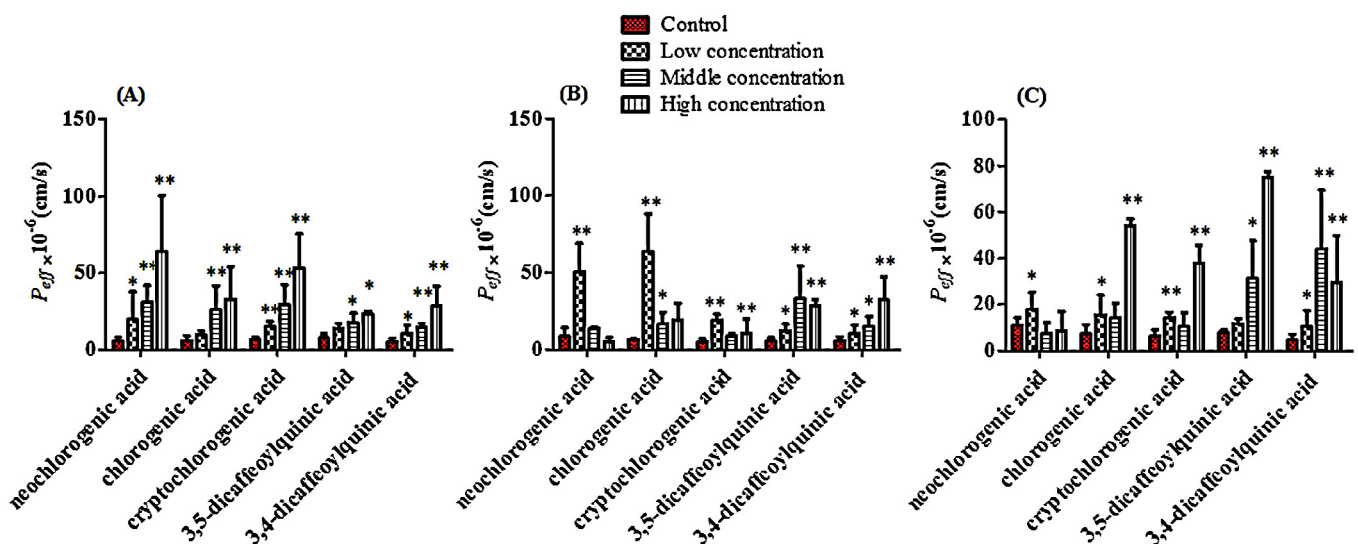 Control
Low concentration
Middle concentration
High concentration
(A)
150
100
50
0
Peff ×10-6 (cm/s)
*
**
**
**
**
**
**
**
*
*
*
**
**
neochlorogenic acid
chlorogenic acid
cryptochlorogenic acid
3,5-dicaffeoylquinic acid
3,4-dicaffeoylquinic acid
(B)
150
100
50
0
Peff ×10-6 (cm/s)
**
**
*
**
**
*
**
**
*
*
**
neochlorogenic acid
chlorogenic acid
cryptochlorogenic acid
3,5-dicaffeoylquinic acid
3,4-dicaffeoylquinic acid
(C)
100
80
60
40
20
0
Peff ×10-6 (cm/s)
*
*
**
**
**
*
**
*
**
**
neochlorogenic acid
chlorogenic acid
cryptochlorogenic acid
3,5-dicaffeoylquinic acid
3,4-dicaffeoylquinic acid